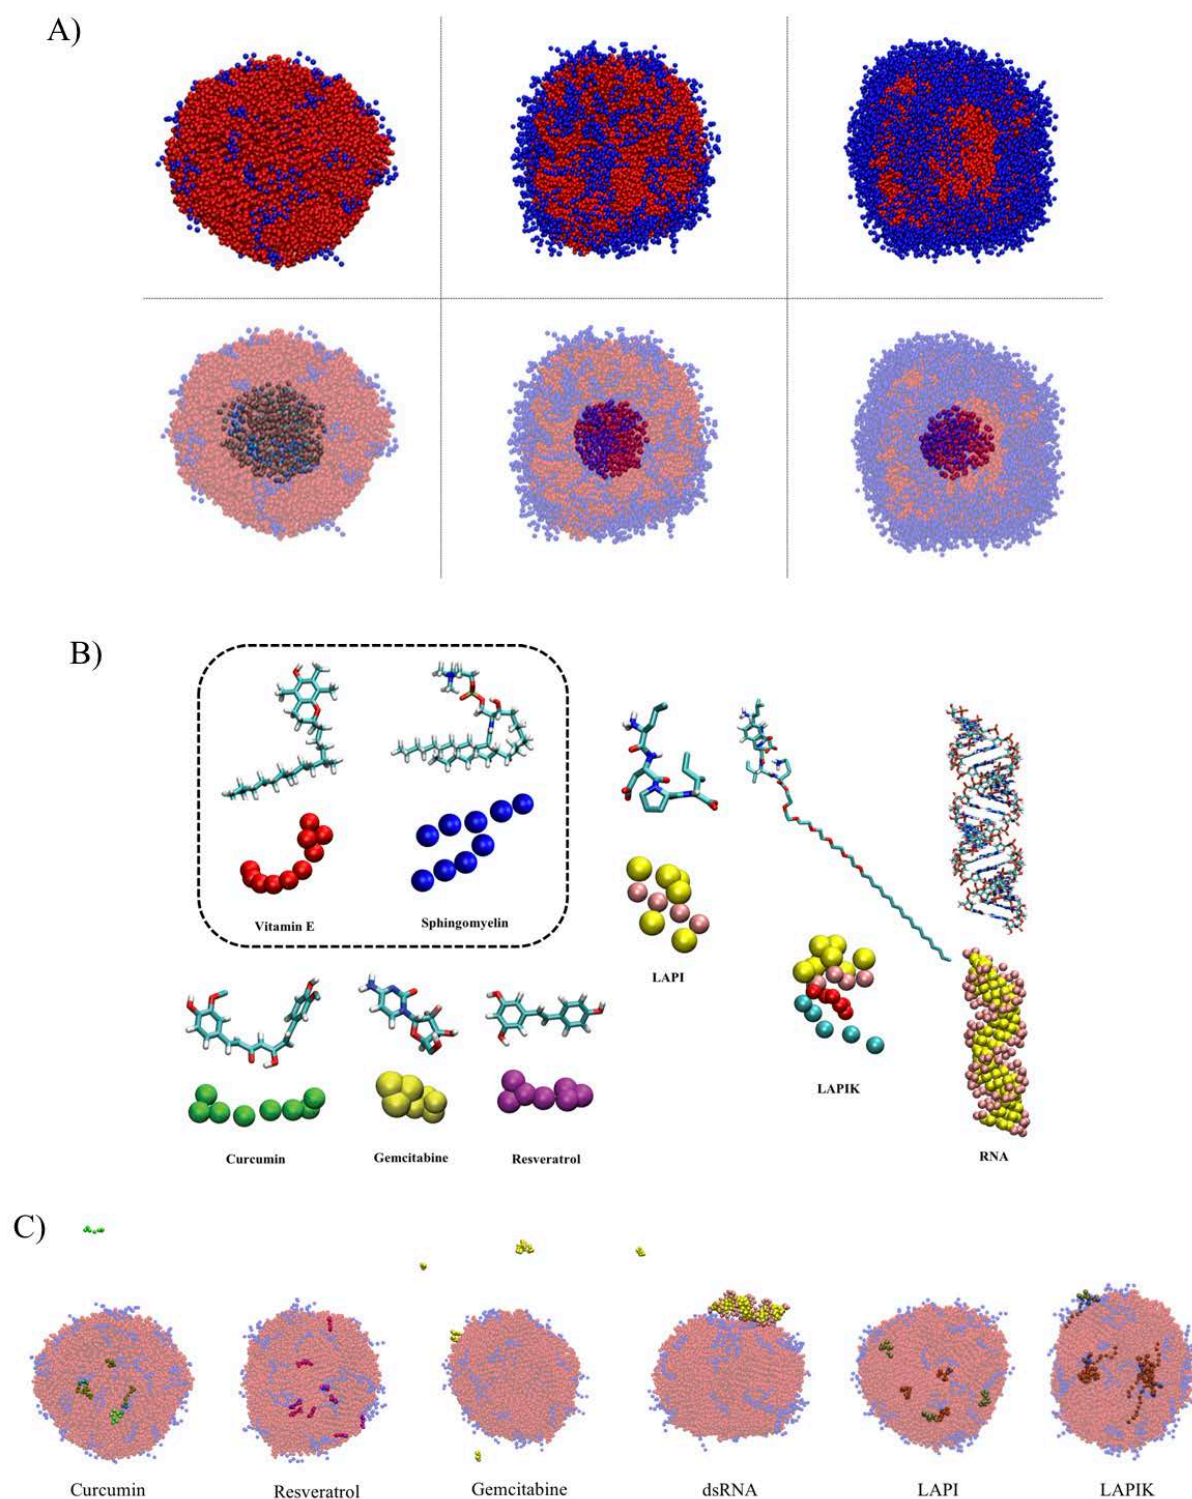 A)
B)
Vitamin E
Sphingomyelin
LAPI
LAPIK
Curcumin
Gemcitabine
Resveratrol
RNA
C)
Curcumin
Resveratrol
Gemcitabine
dsRNA
LAPI
LAPIK